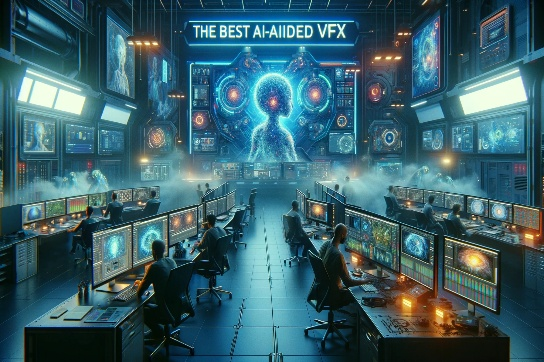 THE BEST AI-AIIDED VFX